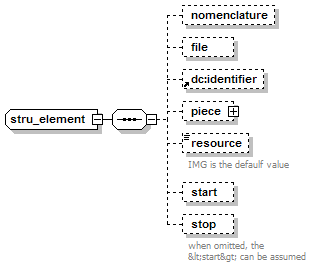 nomenclature
file
dc:identifier
stru_element
piece
resource
IMG is the defaulf value
start
stop
when omitted, the
&lt;start&gt; can be assumed